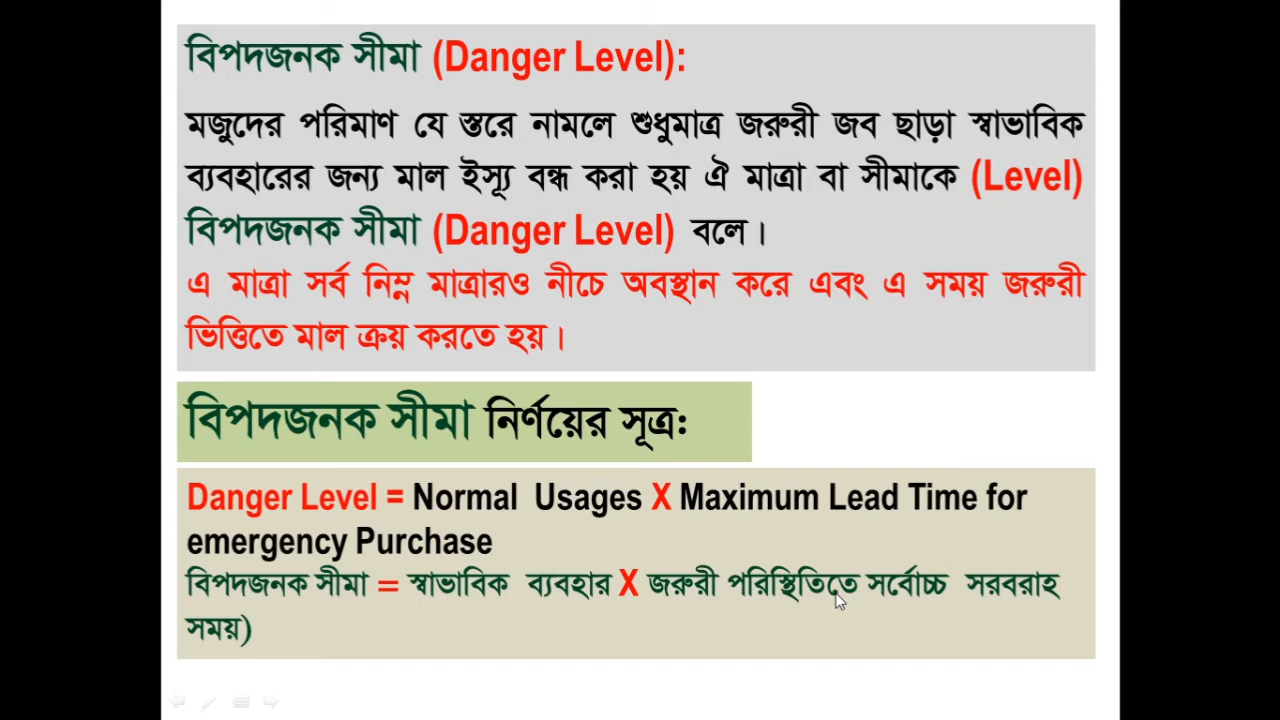 বিপদজনক সীমা (Danger Level):
মজুদের পরিমাণ যে স্তরে নামলে শুধুমাত্র জরুরী জব ছাড়া স্বাভাবিক
ব্যবহারের জন্য মাল ইস্যূ বন্ধ করা হয় ঐ মাত্রা বা সীমাকে (Level)
বিপদজনক সীমা (Danger Level) বলে।
এ মাত্রা সর্ব নিম্ন মাত্রারও নীচে অবস্থান করে এবং এ সময় জরুরী
ভিত্তিতে মাল ক্রয় করতে হয়।
বিপদজনক সীমা নির্ণয়ের সূত্র:
Danger Level = Normal Usages X Maximum Lead Time for
emergency Purchase
বিপদজনক সীমা = স্বাভাবিক ব্যবহার X জরুরী পরিস্থিতিতে সর্বোচ্চ সরবরাহ
সময়)